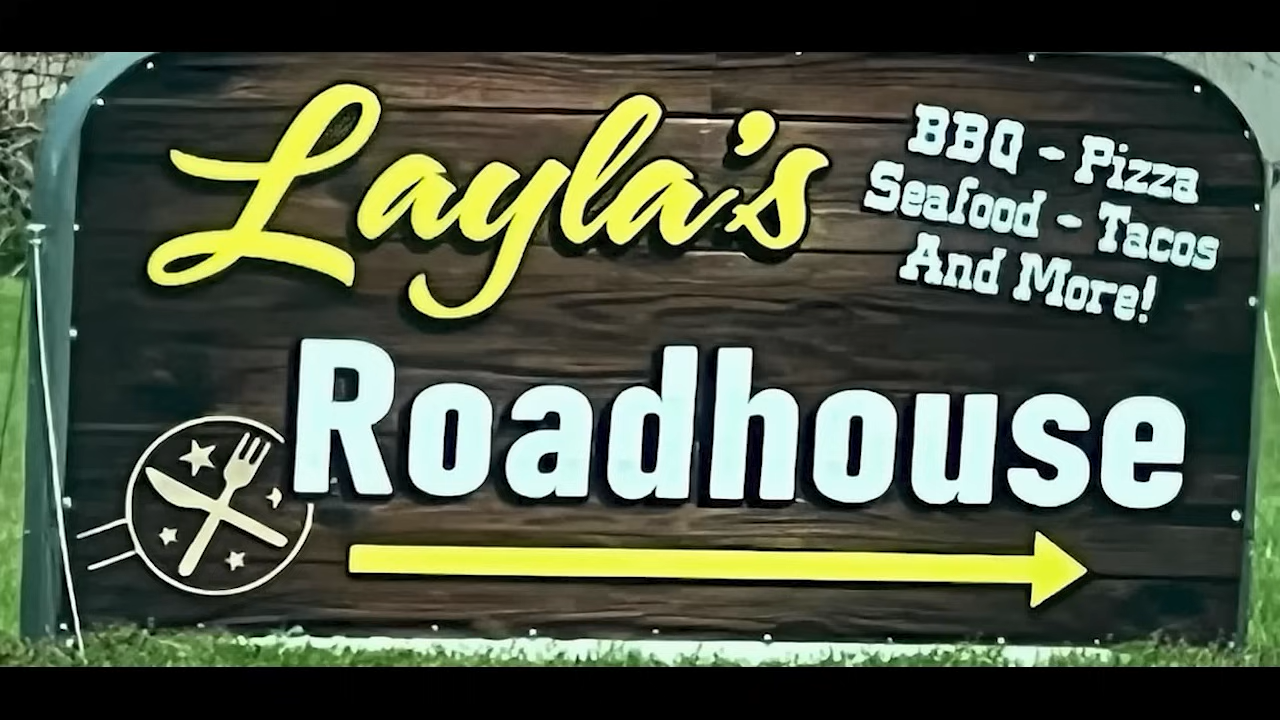 Layla's
BBQ - Pizza
Seafood - Tacos
And More!
Roadhouse